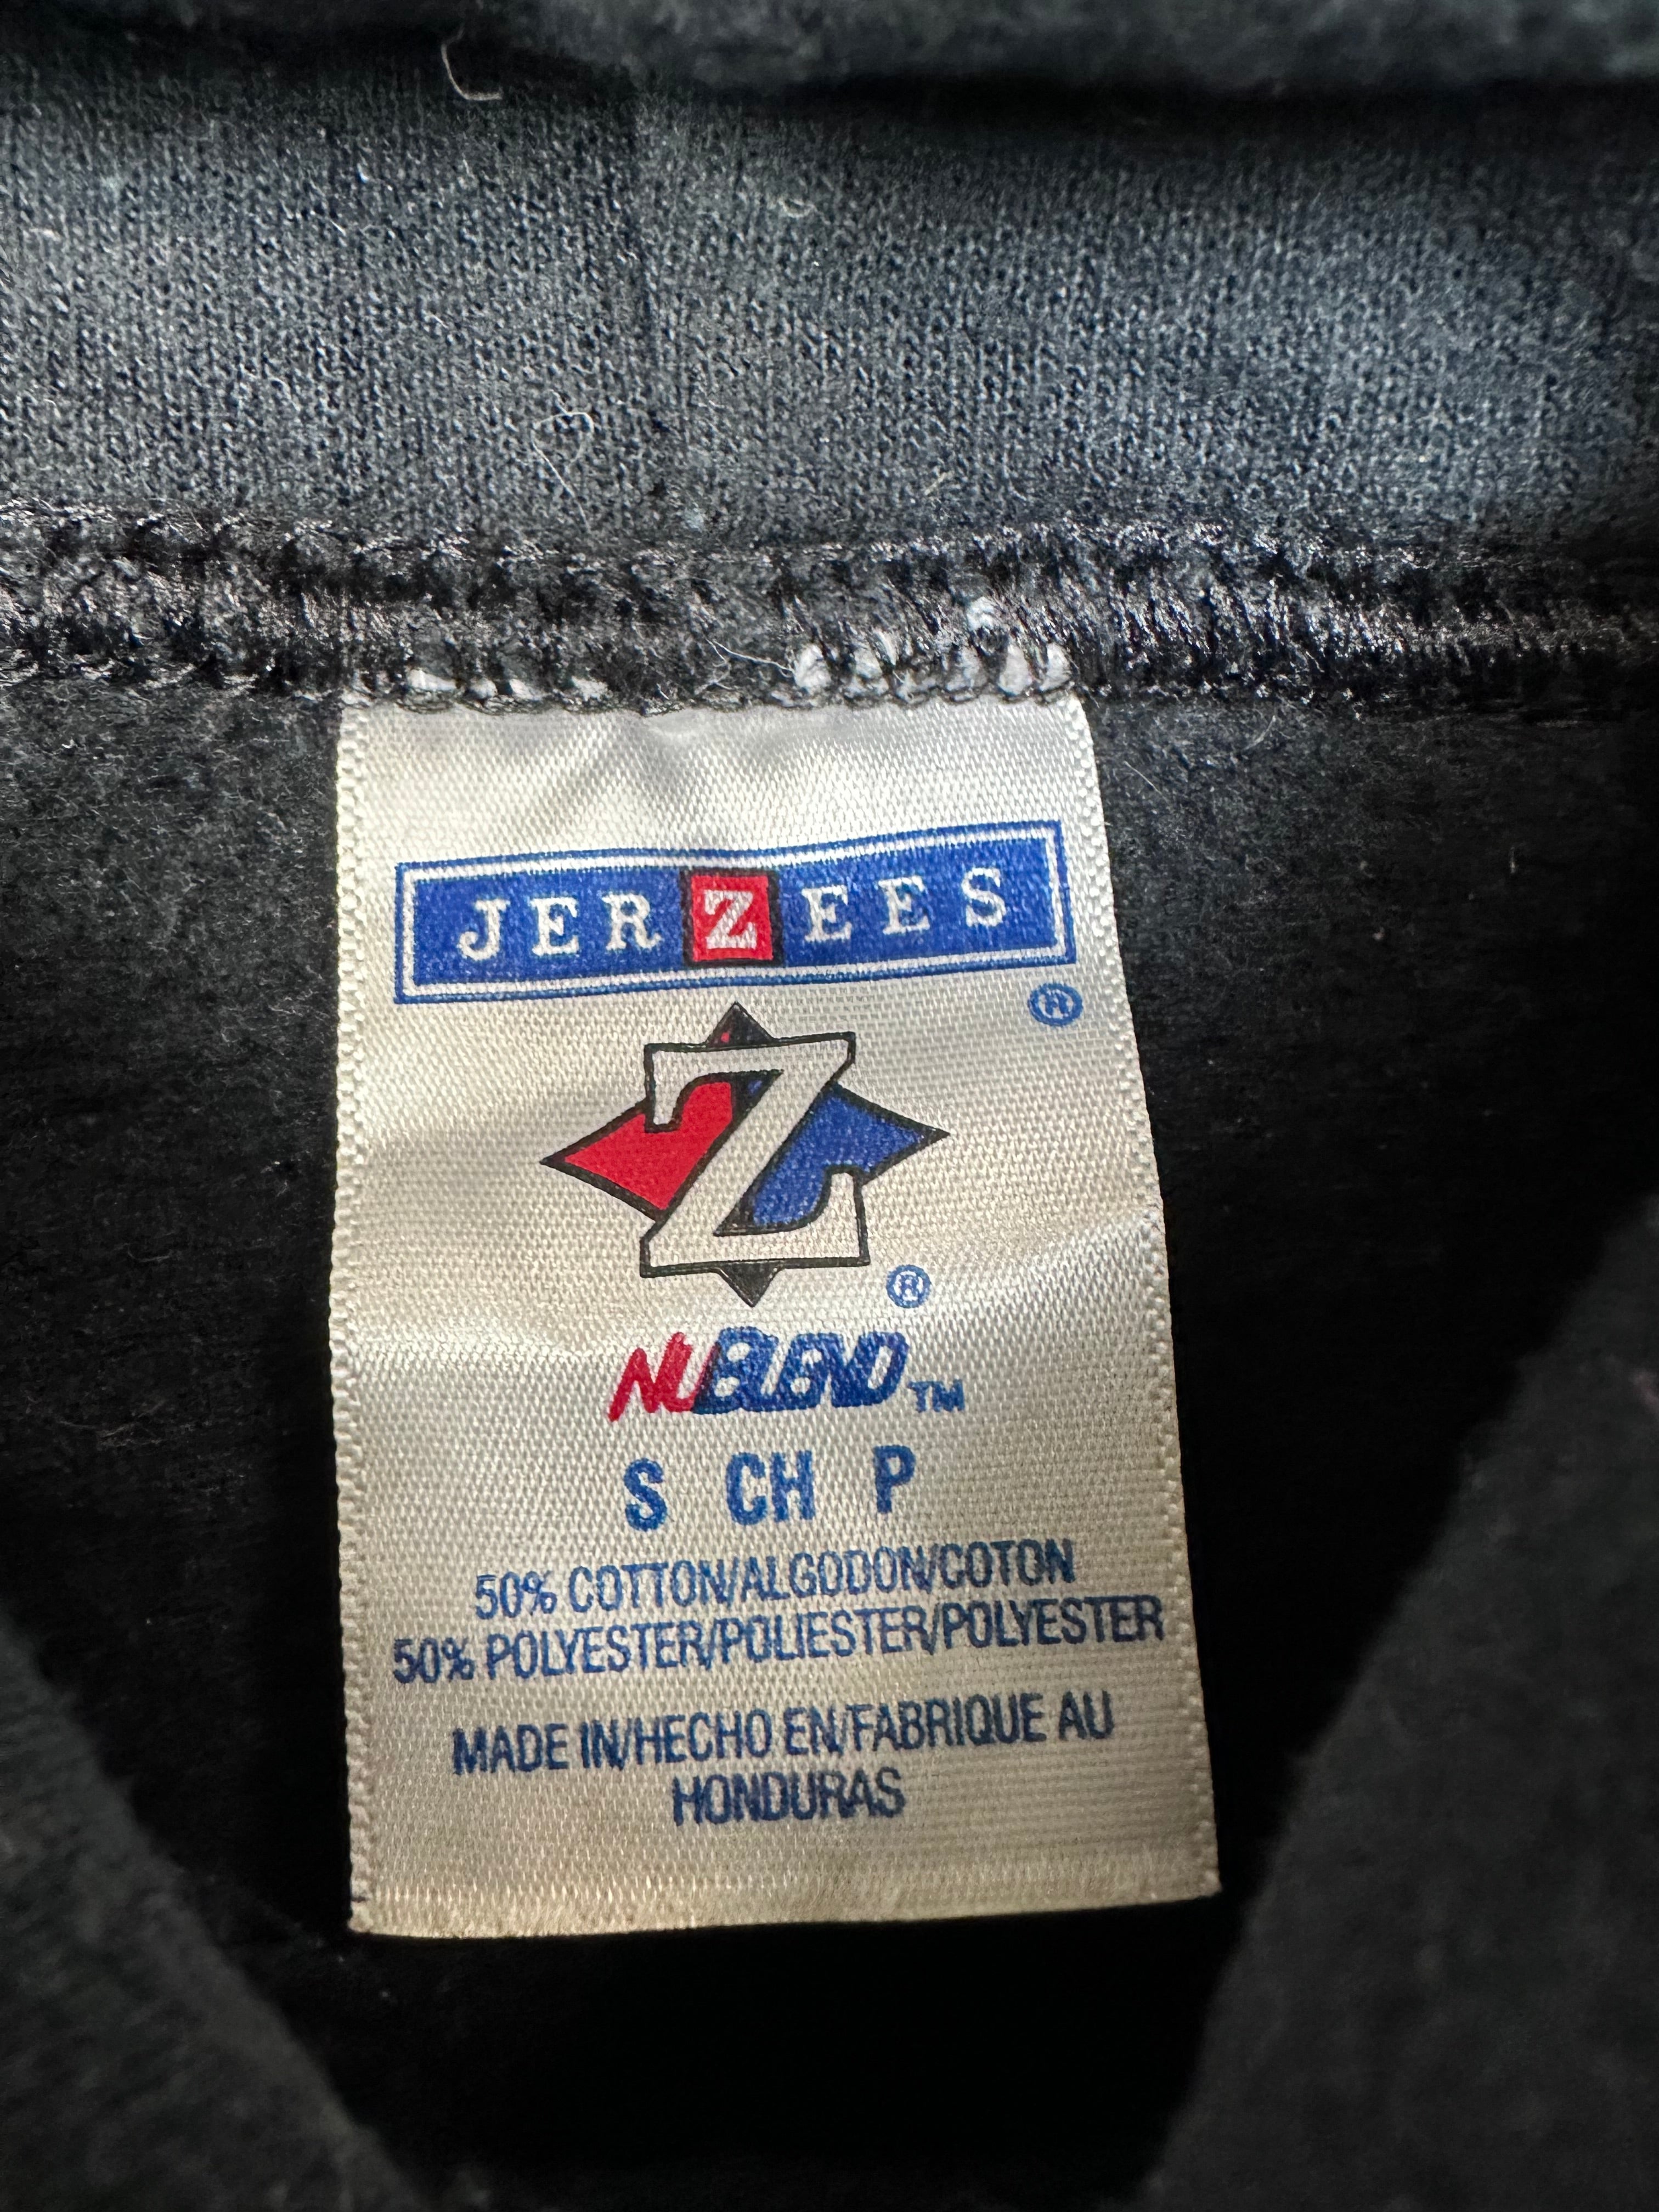 JERZEES
®
Z
®
NUBLEND™
S CH P
50% COTTON/ALGODON/COTON
50% POLYESTER/POLIESTER/POLYESTER
MADE IN/HECHO EN/FABRIQUE AU
HONDURAS